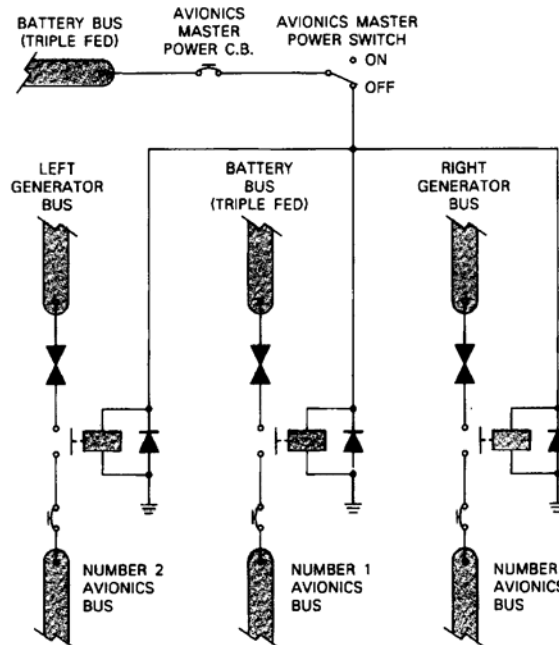 BATTERY BUS
(TRIPLE FED)
AVIONICS
MASTER
POWER C.B.
AVIONICS MASTER
POWER SWITCH
ON
OFF
LEFT
GENERATOR
BUS
BATTERY
BUS
(TRIPLE FED)
RIGHT
GENERATOR
BUS
NUMBER 2
AVIONICS
BUS
NUMBER 1
AVIONICS
BUS
NUMBER
AVIONICS
BUS